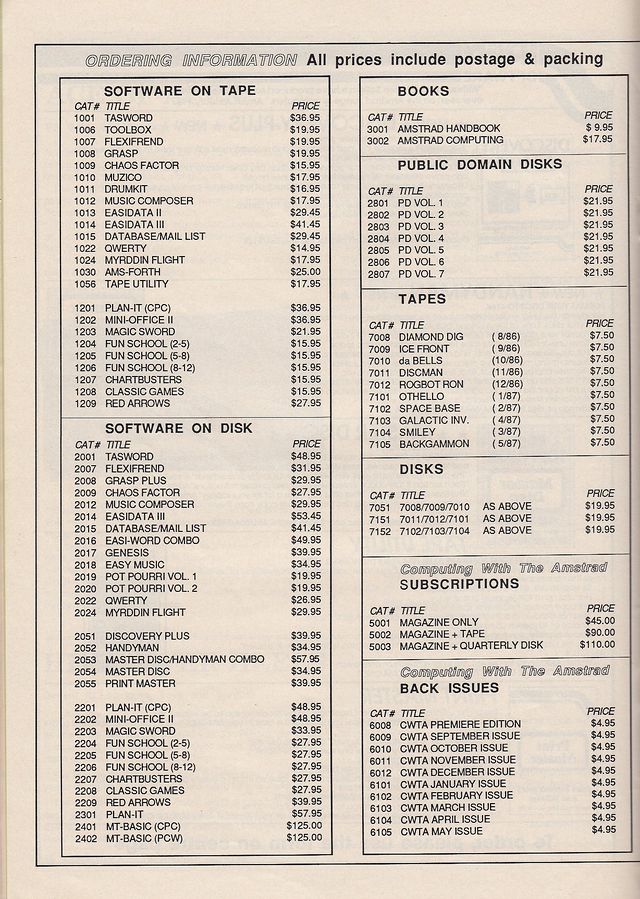 ORDERING INFORMATION All prices include postage & packing
SOFTWARE ON TAPE
CAT# TITLE PRICE
1001 TASWORD $36.95
1006 TOOLBOX $19.95
1007 FLEXIFREND $19.95
1008 GRASP $19.95
1009 CHAOS FACTOR $15.95
1010 MUZICO $17.95
1011 DRUMKIT $16.95
1012 MUSIC COMPOSER $17.95
1013 EASIDATA II $29.45
1014 EASIDATA III $41.45
1015 DATABASE/MAIL LIST $29.45
1022 QWERTY $14.95
1024 MYRDDIN FLIGHT $17.95
1030 AMS-FORTH $25.00
1056 TAPE UTILITY $17.95
1201 PLAN-IT (CPC) $36.95
1202 MINI-OFFICE II $36.95
1203 MAGIC SWORD $21.95
1204 FUN SCHOOL (2-5) $15.95
1205 FUN SCHOOL (5-8) $15.95
1206 FUN SCHOOL (8-12) $15.95
1207 CHARTBUSTERS $15.95
1208 CLASSIC GAMES $15.95
1209 RED ARROWS $27.95
SOFTWARE ON DISK
CAT# TITLE PRICE
2001 TASWORD $48.95
2007 FLEXIFREND $31.95
2008 GRASP PLUS $29.95
2009 CHAOS FACTOR $27.95
2012 MUSIC COMPOSER $29.95
2014 EASIDATA III $53.45
2015 DATABASE/MAIL LIST $41.45
2016 EASI-WORD COMBO $49.95
2017 GENESIS $39.95
2018 EASY MUSIC $34.95
2019 POT POURRI VOL. 1 $19.95
2020 POT POURRI VOL. 2 $19.95
2022 QWERTY $26.95
2024 MYRDDIN FLIGHT $29.95
2051 DISCOVERY PLUS $39.95
2052 HANDYMAN $34.95
2053 MASTER DISC/HANDYMAN COMBO $57.95
2054 MASTER DISC $34.95
2055 PRINT MASTER $39.95
2201 PLAN-IT (CPC) $48.95
2202 MINI-OFFICE II $48.95
2203 MAGIC SWORD $33.95
2204 FUN SCHOOL (2-5) $27.95
2205 FUN SCHOOL (5-8) $27.95
2206 FUN SCHOOL (8-12) $27.95
2207 CHARTBUSTERS $27.95
2208 CLASSIC GAMES $27.95
2209 RED ARROWS $39.95
2301 PLAN-IT $57.95
2401 MT-BASIC (CPC) $125.00
2402 MT-BASIC (PCW) $125.00
BOOKS
CAT# TITLE PRICE
3001 AMSTRAD HANDBOOK $ 9.95
3002 AMSTRAD COMPUTING $17.95
PUBLIC DOMAIN DISKS
CAT# TITLE PRICE
2801 PD VOL. 1 $21.95
2802 PD VOL. 2 $21.95
2803 PD VOL. 3 $21.95
2804 PD VOL. 4 $21.95
2805 PD VOL. 5 $21.95
2806 PD VOL. 6 $21.95
2807 PD VOL. 7 $21.95
TAPES
CAT# TITLE PRICE
7008 DIAMOND DIG ( 8/86) $7.50
7009 ICE FRONT ( 9/86) $7.50
7010 da BELLS (10/86) $7.50
7011 DISCMAN (11/86) $7.50
7012 ROGBOT RON (12/86) $7.50
7101 OTHELLO ( 1/87) $7.50
7102 SPACE BASE ( 2/87) $7.50
7103 GALACTIC INV. ( 4/87) $7.50
7104 SMILEY ( 3/87) $7.50
7105 BACKGAMMON ( 5/87) $7.50
DISKS
CAT# TITLE PRICE
7051 7008/7009/7010 AS ABOVE $19.95
7151 7011/7012/7101 AS ABOVE $19.95
7152 7102/7103/7104 AS ABOVE $19.95
Computing With The Amstrad
SUBSCRIPTIONS
CAT# TITLE PRICE
5001 MAGAZINE ONLY $45.00
5002 MAGAZINE + TAPE $90.00
5003 MAGAZINE + QUARTERLY DISK $110.00
Computing With The Amstrad
BACK ISSUES
CAT# TITLE PRICE
6008 CWTA PREMIERE EDITION $4.95
6009 CWTA SEPTEMBER ISSUE $4.95
6010 CWTA OCTOBER ISSUE $4.95
6011 CWTA NOVEMBER ISSUE $4.95
6012 CWTA DECEMBER ISSUE $4.95
6101 CWTA JANUARY ISSUE $4.95
6102 CWTA FEBRUARY ISSUE $4.95
6103 CWTA MARCH ISSUE $4.95
6104 CWTA APRIL ISSUE $4.95
6105 CWTA MAY ISSUE $4.95